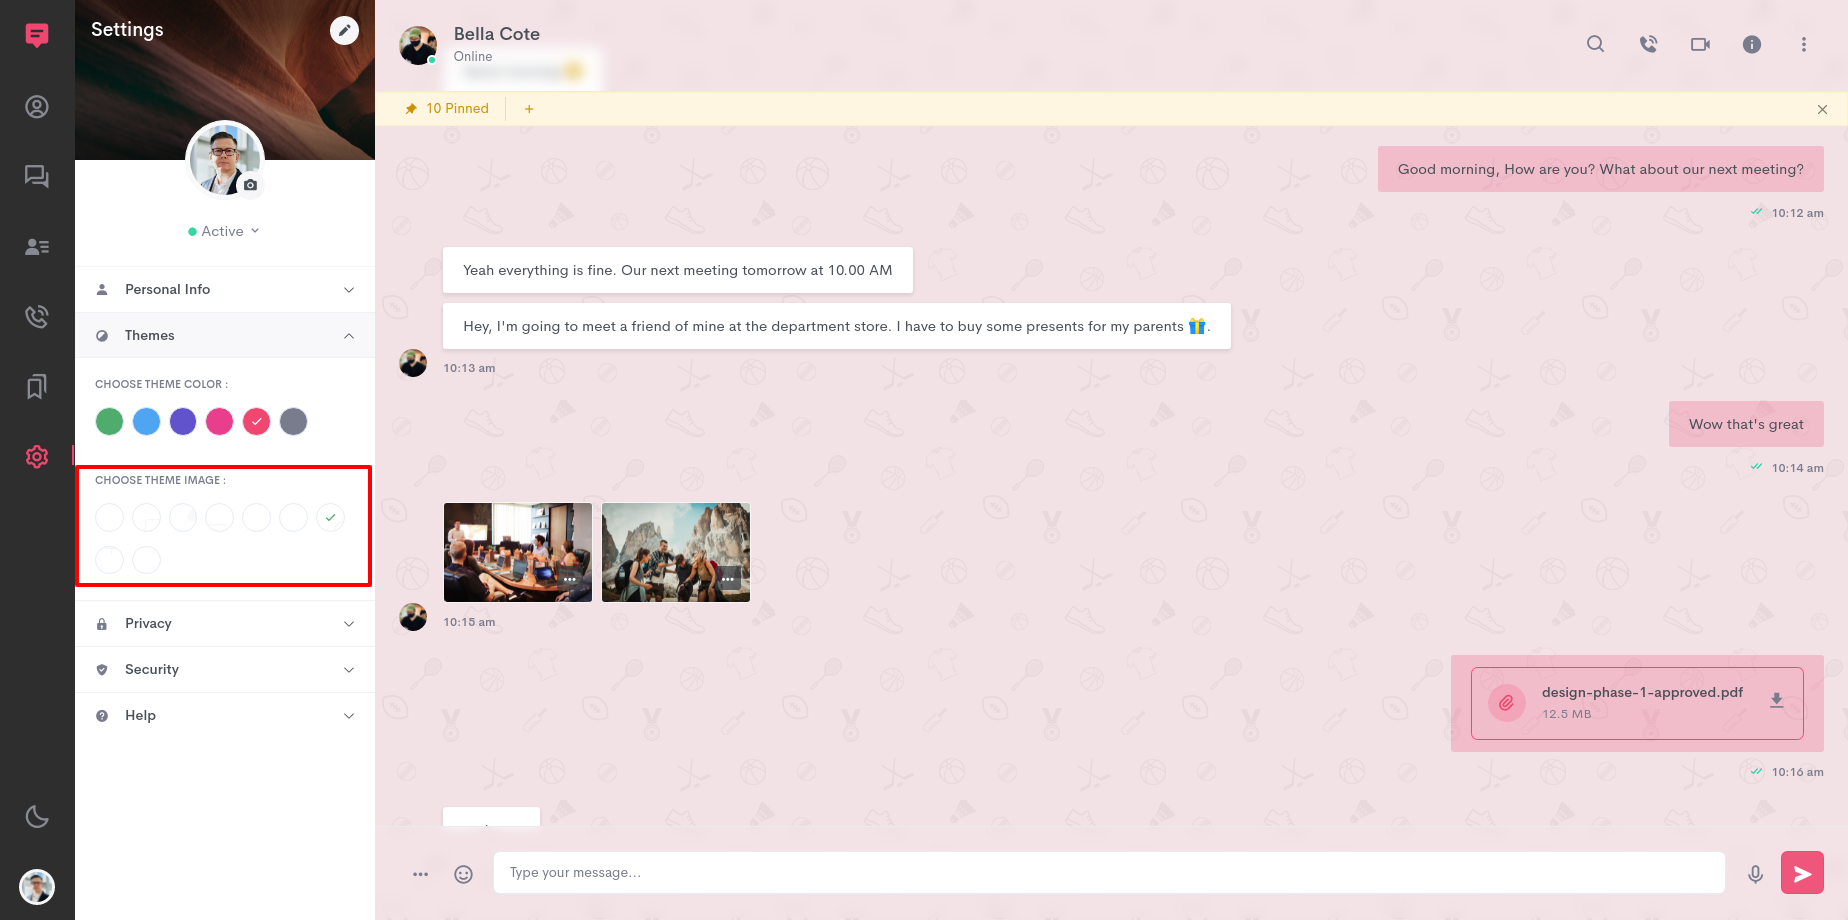 Settings
Active
Personal Info
Themes
CHOOSE THEME COLOR :
CHOOSE THEME IMAGE :
Privacy
Security
Help
Bella Cote
Online
10 Pinned
+
Good morning, How are you? What about our next meeting?
10:12 am
Yeah everything is fine. Our next meeting tomorrow at 10.00 AM
Hey, I'm going to meet a friend of mine at the department store. I have to buy some presents for my parents 🎁.
10:13 am
Wow that's great
10:14 am
10:15 am
design-phase-1-approved.pdf
12.5 MB
10:16 am
Type your message...